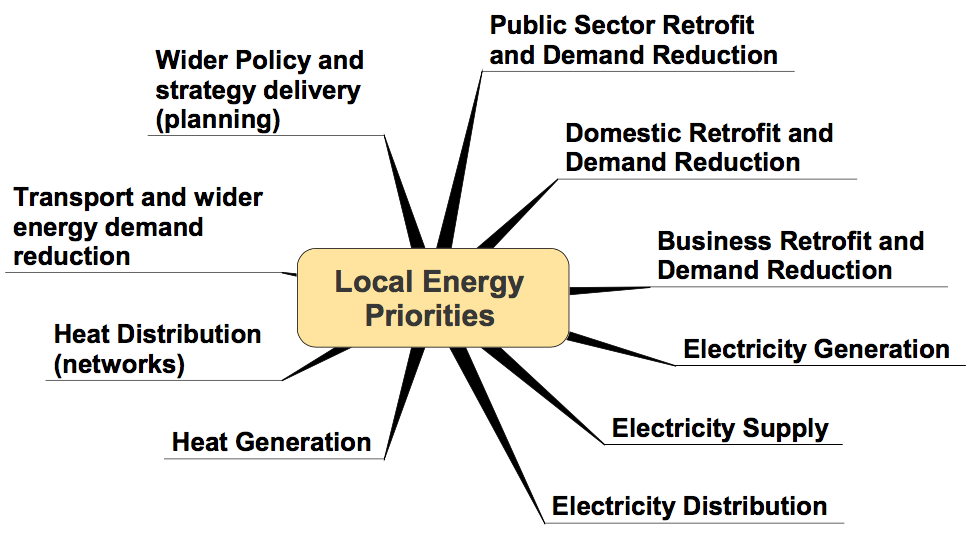 Public Sector Retrofit
and Demand Reduction
Wider Policy and
strategy delivery
(planning)
Domestic Retrofit and
Demand Reduction
Transport and wider
energy demand
reduction
Business Retrofit and
Demand Reduction
Local Energy
Priorities
Heat Distribution
(networks)
Electricity Generation
Heat Generation
Electricity Supply
Electricity Distribution